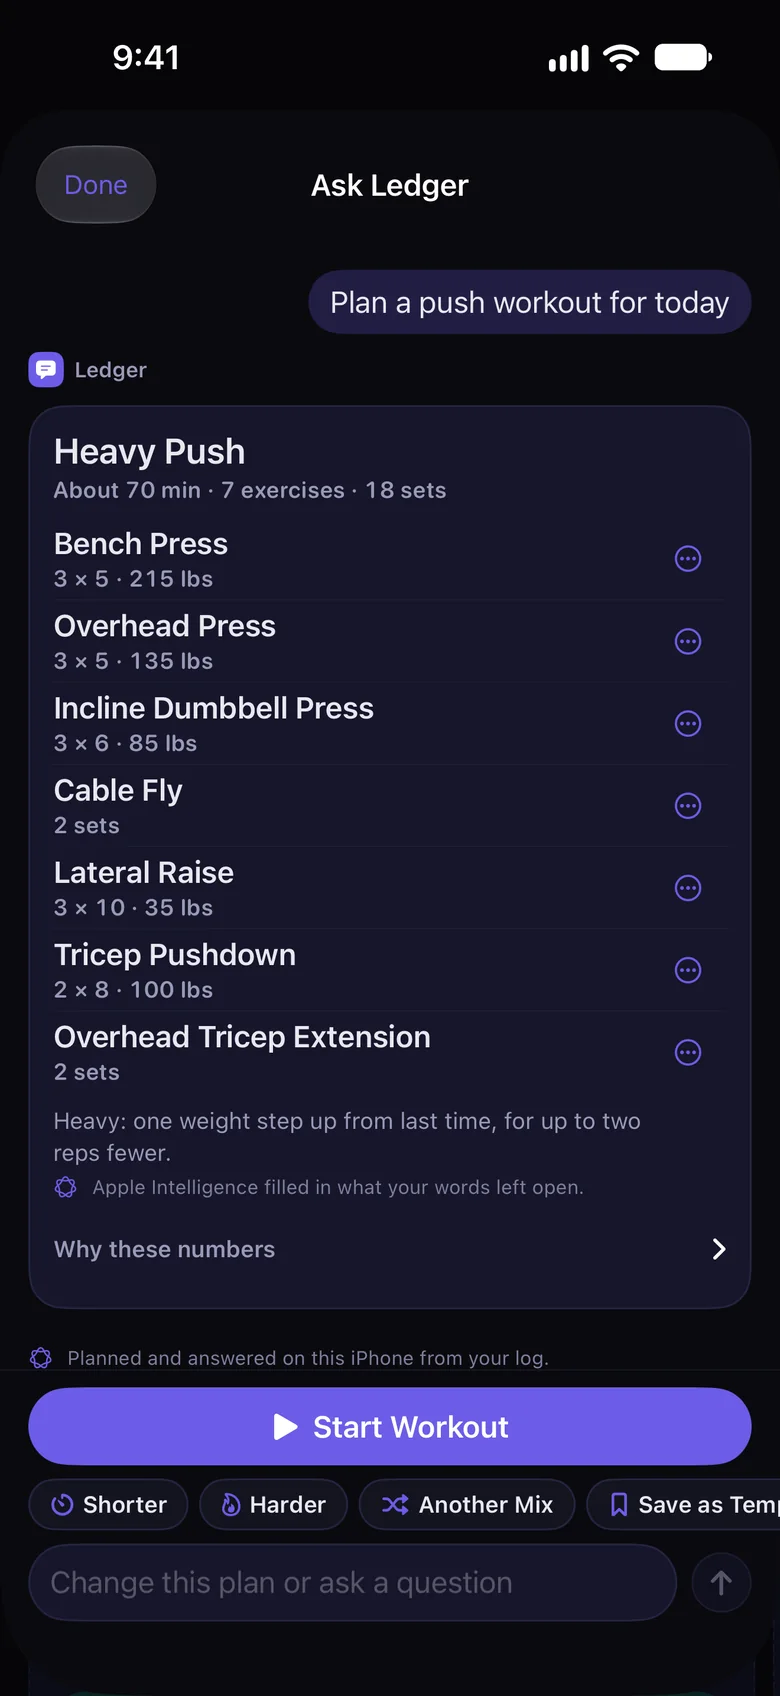 9:41
Done
Ask Ledger
Plan a push workout for today
Ledger
Heavy Push
About 70 min · 7 exercises · 18 sets
Bench Press
3 × 5 · 215 lbs
Overhead Press
3 × 5 · 135 lbs
Incline Dumbbell Press
3 × 6 · 85 lbs
Cable Fly
2 sets
Lateral Raise
3 × 10 · 35 lbs
Tricep Pushdown
2 × 8 · 100 lbs
Overhead Tricep Extension
2 sets
Heavy: one weight step up from last time, for up to two
reps fewer.
Apple Intelligence filled in what your words left open.
Why these numbers
Planned and answered on this iPhone from your log.
Start Workout
Shorter
Harder
Another Mix
Save as Temp
Change this plan or ask a question